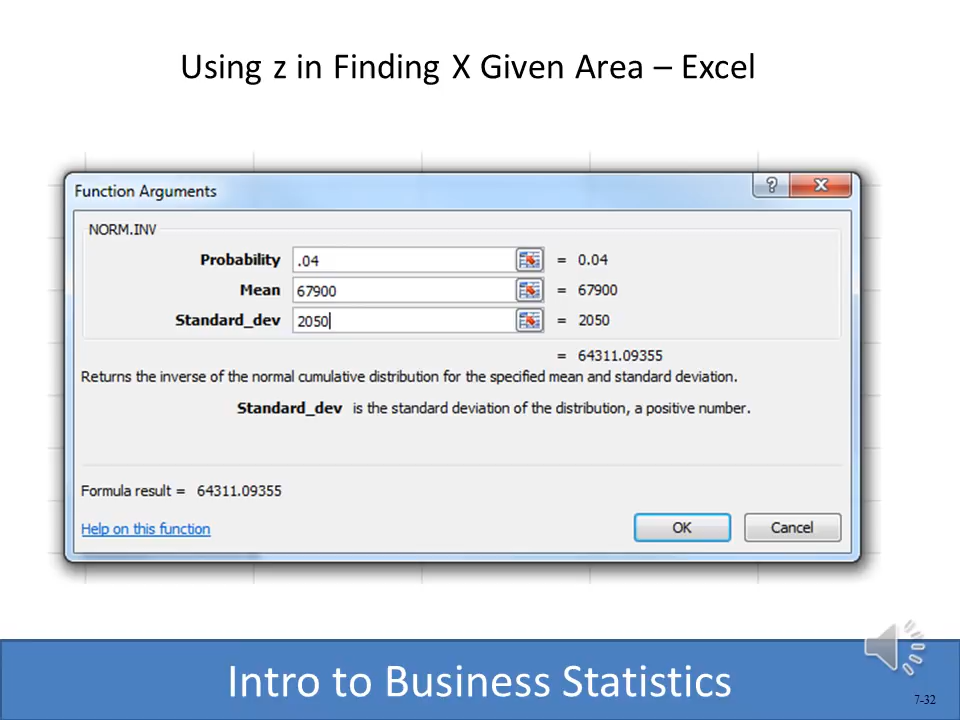 Using z in Finding X Given Area – Excel
Function Arguments
?
NORM.INV
Probability .04 = 0.04
Mean 67900 = 67900
Standard_dev 2050 = 2050
= 64311.09355
Returns the inverse of the normal cumulative distribution for the specified mean and standard deviation.
Standard_dev is the standard deviation of the distribution, a positive number.
Formula result = 64311.09355
Help on this function OK Cancel
Intro to Business Statistics
7-32